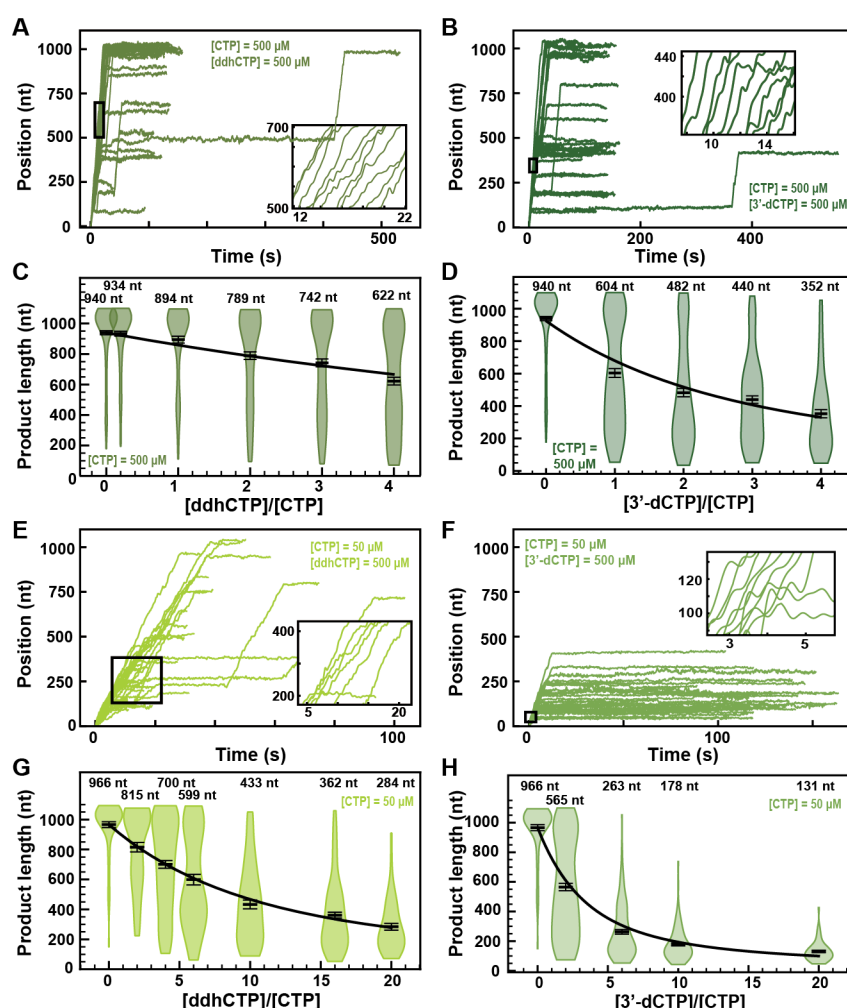 A
Position (nt)
1000
750
500
250
0
[CTP] = 500 µM
[ddhCTP] = 500 µM
700
500
12
22
0
500
Time (s)
B
Position (nt)
1000
750
500
250
0
440
400
10
14
[CTP] = 500 µM
[3'-dCTP] = 500 µM
0
200
400
Time (s)
C
Product length (nt)
1000
800
600
400
200
0
934 nt
940 nt
894 nt
789 nt
742 nt
622 nt
[CTP] = 500 µM
0
1
2
3
4
[ddhCTP]/[CTP]
D
Product length (nt)
1000
800
600
400
200
0
940 nt
604 nt
482 nt
440 nt
352 nt
[CTP] =
500 µM
0
1
2
3
4
[3'-dCTP]/[CTP]
E
Position (nt)
1000
750
500
250
0
[CTP] = 50 µM
[ddhCTP] = 500 µM
400
200
5
20
0
100
Time (s)
F
Position (nt)
1000
750
500
250
0
[CTP] = 50 µM
[3'-dCTP] = 500 µM
120
100
3
5
0
50
100
150
Time (s)
G
Product length (nt)
1000
800
600
400
200
0
966 nt
815 nt
700 nt
599 nt
433 nt
362 nt
284 nt
[CTP] = 50 µM
0
5
10
15
20
[ddhCTP]/[CTP]
H
Product length (nt)
1000
800
600
400
200
0
966 nt
565 nt
263 nt
178 nt
131 nt
[CTP] = 50 µM
0
5
10
15
20
[3'-dCTP]/[CTP]